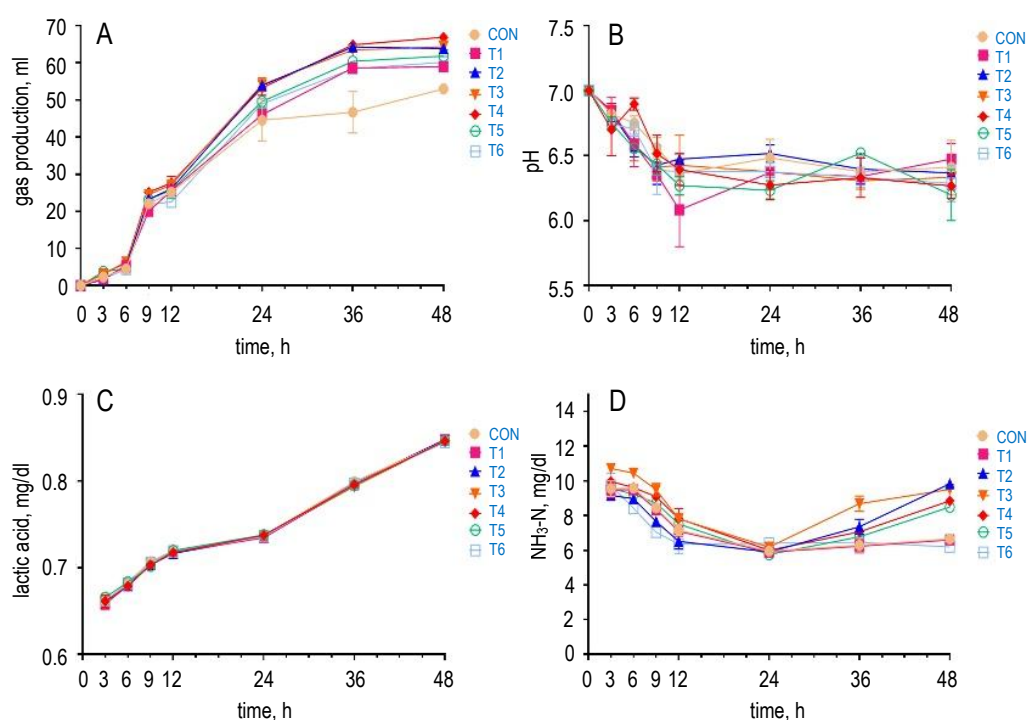 A
gas production, ml
70
60
50
40
30
20
10
0
0 3 6 9 12 24 36 48
time, h
CON
T1
T2
T3
T4
T5
T6
B
pH
7.5
7.0
6.5
6.0
5.5
0 3 6 9 12 24 36 48
time, h
CON
T1
T2
T3
T4
T5
T6
C
lactic acid, mg/dl
0.9
0.8
0.7
0.6
0 3 6 9 12 24 36 48
time, h
CON
T1
T2
T3
T4
T5
T6
D
NH₃-N, mg/dl
14
12
10
8
6
4
2
0
0 3 6 9 12 24 36 48
time, h
CON
T1
T2
T3
T4
T5
T6